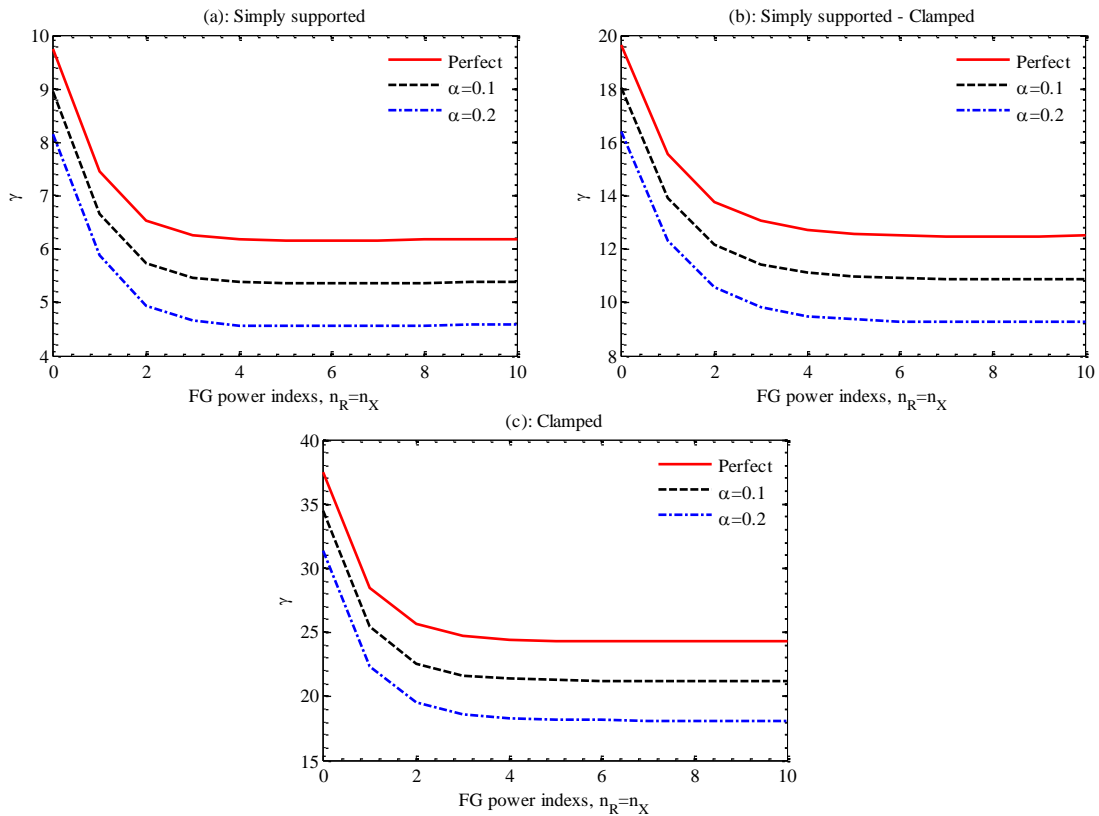 (a): Simply supported
10
9
8
7
6
5
4
γ
0
2
4
6
8
10
FG power indexs, n_R=n_X
Perfect
α=0.1
α=0.2
(b): Simply supported - Clamped
20
18
16
14
12
10
8
γ
0
2
4
6
8
10
FG power indexs, n_R=n_X
Perfect
α=0.1
α=0.2
(c): Clamped
40
35
30
25
20
15
γ
0
2
4
6
8
10
FG power indexs, n_R=n_X
Perfect
α=0.1
α=0.2